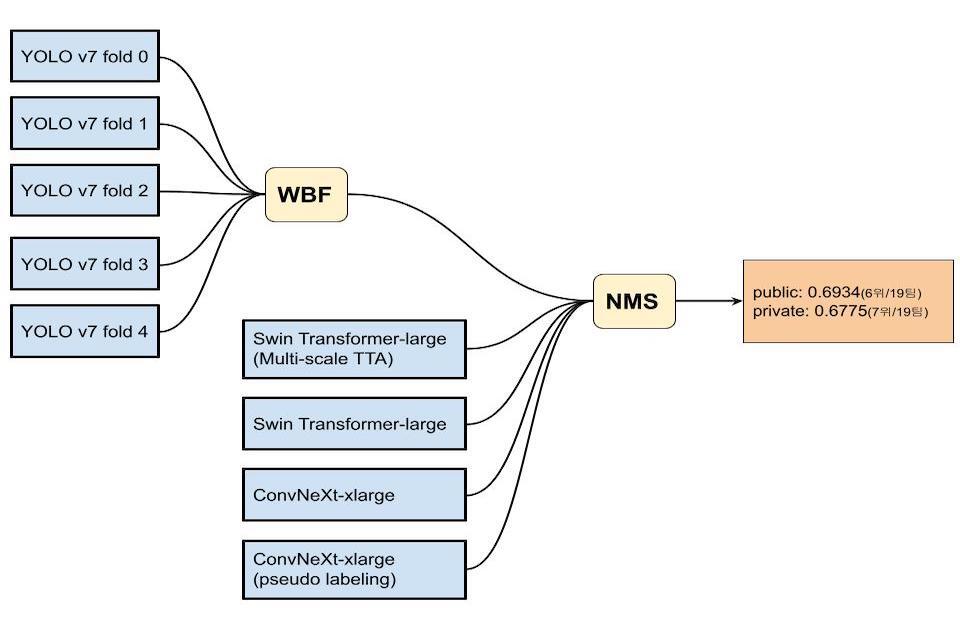 YOLO v7 fold 0
YOLO v7 fold 1
YOLO v7 fold 2
YOLO v7 fold 3
YOLO v7 fold 4
WBF
Swin Transformer-large
(Multi-scale TTA)
Swin Transformer-large
ConvNeXt-xlarge
ConvNeXt-xlarge
(pseudo labeling)
NMS
public: 0.6934(6위/19팀)
private: 0.6775(7위/19팀)